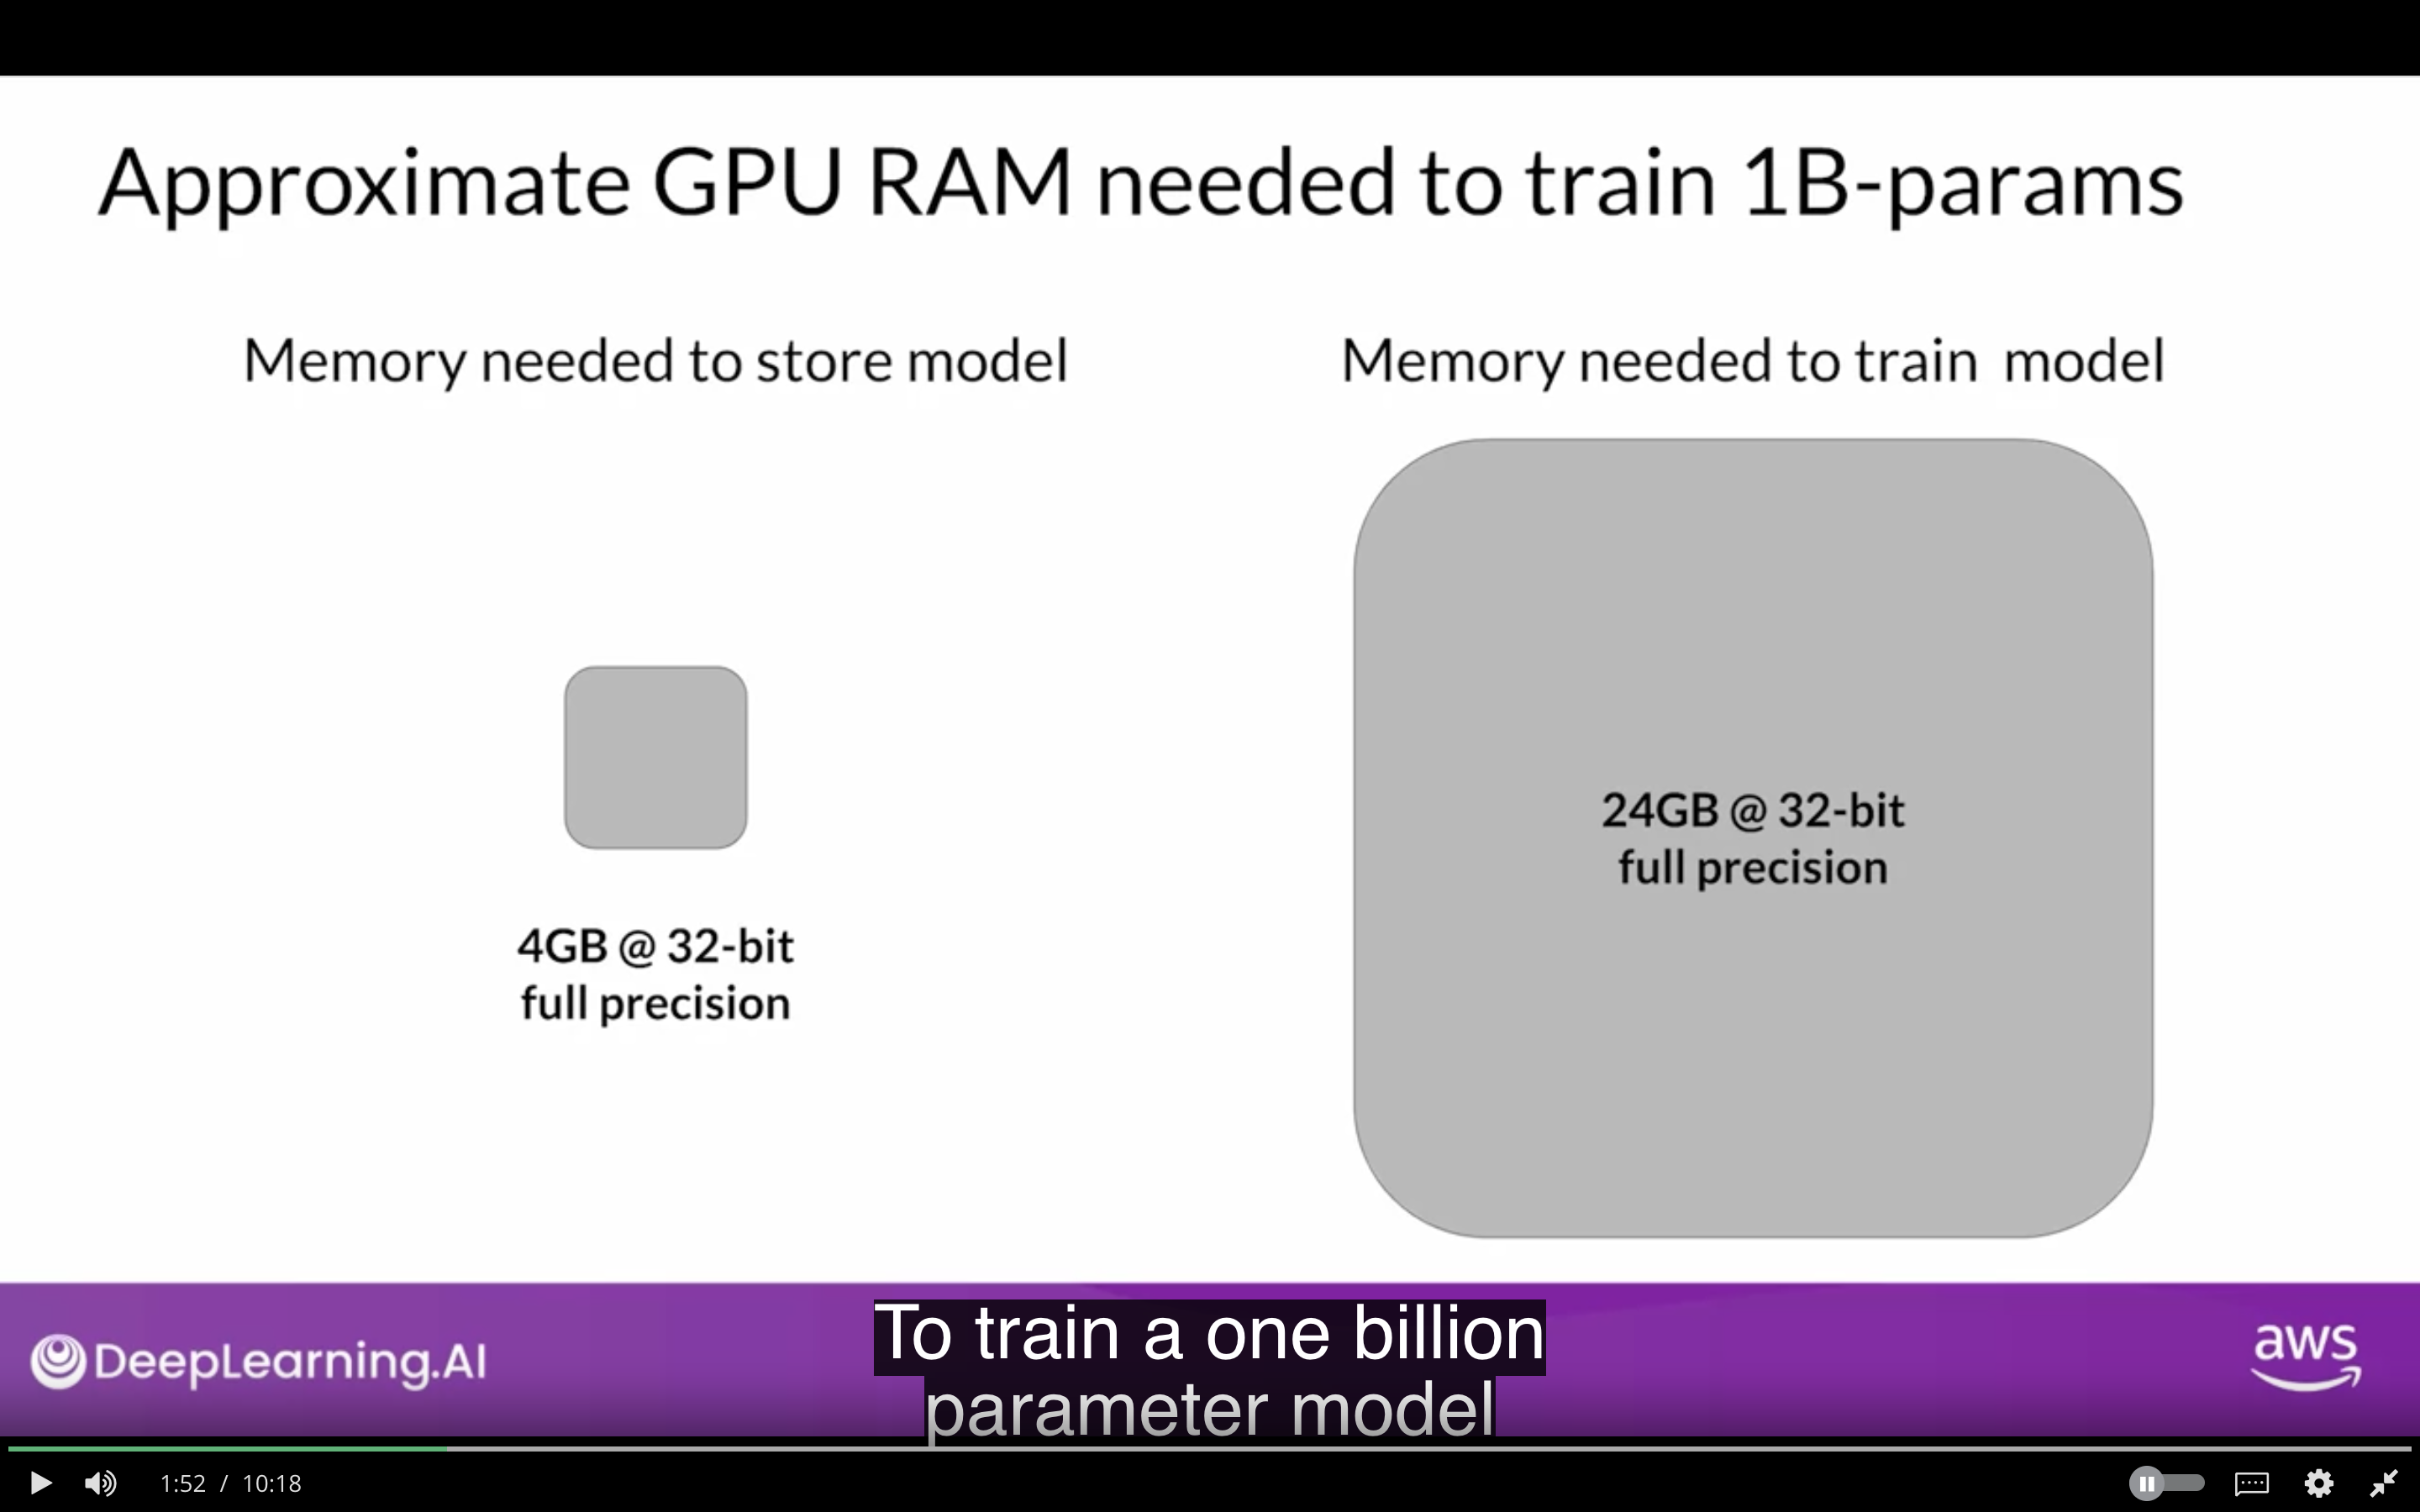 Approximate GPU RAM needed to train 1B-params
Memory needed to store model
Memory needed to train model
4GB @ 32-bit
full precision
24GB @ 32-bit
full precision
DeepLearning.AI
To train a one billion
parameter model
aws
1:52 / 10:18